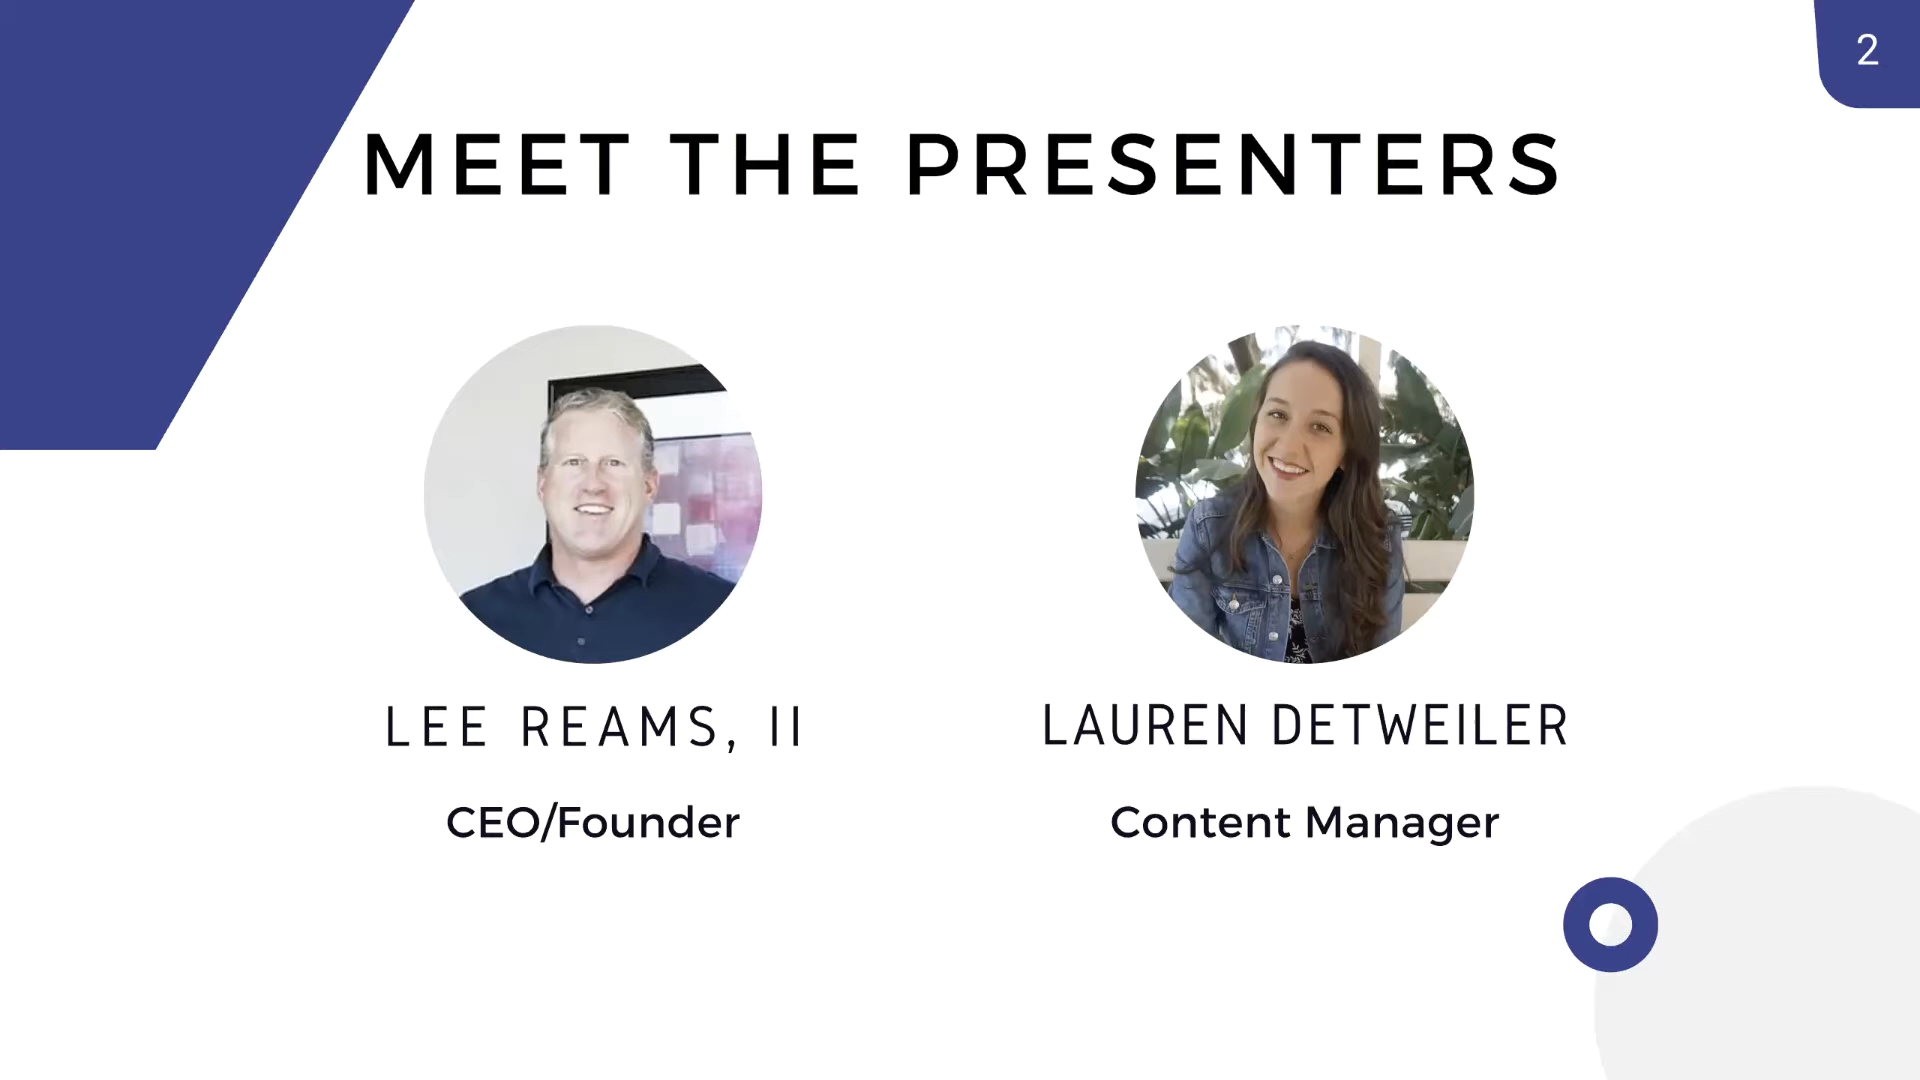 2
MEET THE PRESENTERS
LEE REAMS, II
LAUREN DETWEILER
CEO/Founder
Content Manager